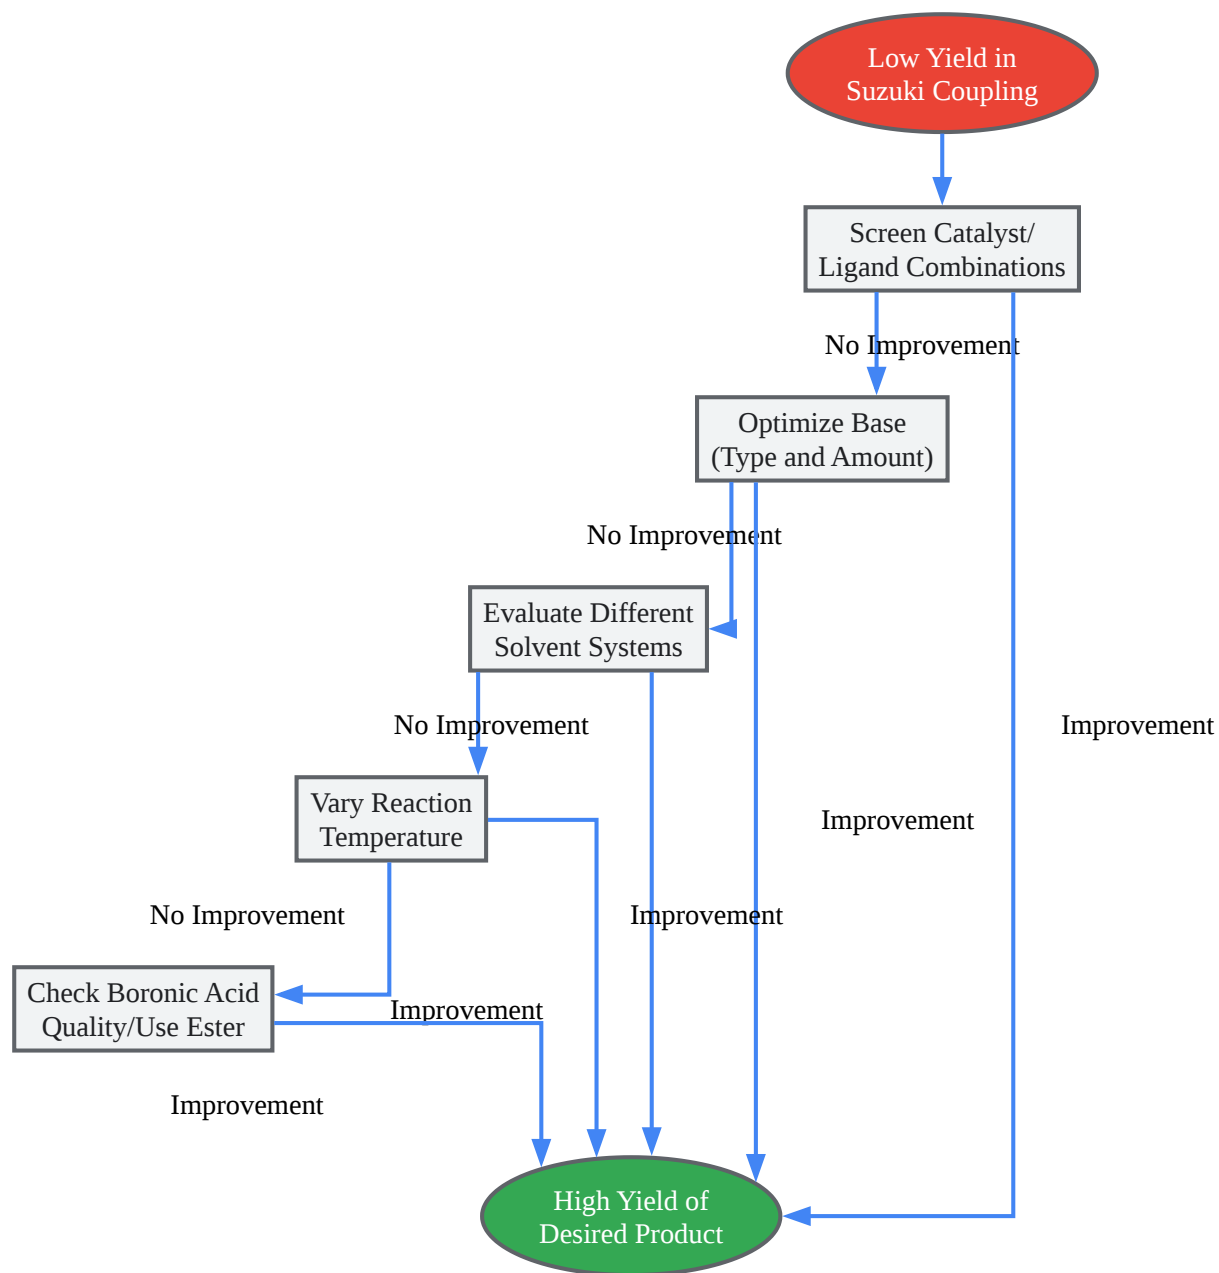 Low Yield in
Suzuki Coupling
Screen Catalyst/
Ligand Combinations
No Improvement
Optimize Base
(Type and Amount)
No Improvement
Evaluate Different
Solvent Systems
No Improvement
Improvement
Vary Reaction
Temperature
Improvement
No Improvement
Improvement
Check Boronic Acid
Quality/Use Ester
Improvement
Improvement
High Yield of
Desired Product